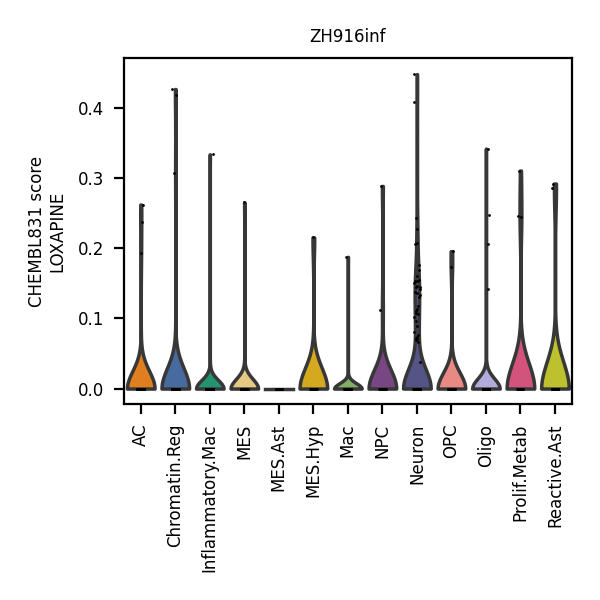 ZH916inf
CHEMBL831 score
LOXAPINE
0.4
0.3
0.2
0.1
0.0
AC
Chromatin.Reg
Inflammatory.Mac
MES
MES.Ast
MES.Hyp
Mac
NPC
Neuron
OPC
Oligo
Prolif.Metab
Reactive.Ast